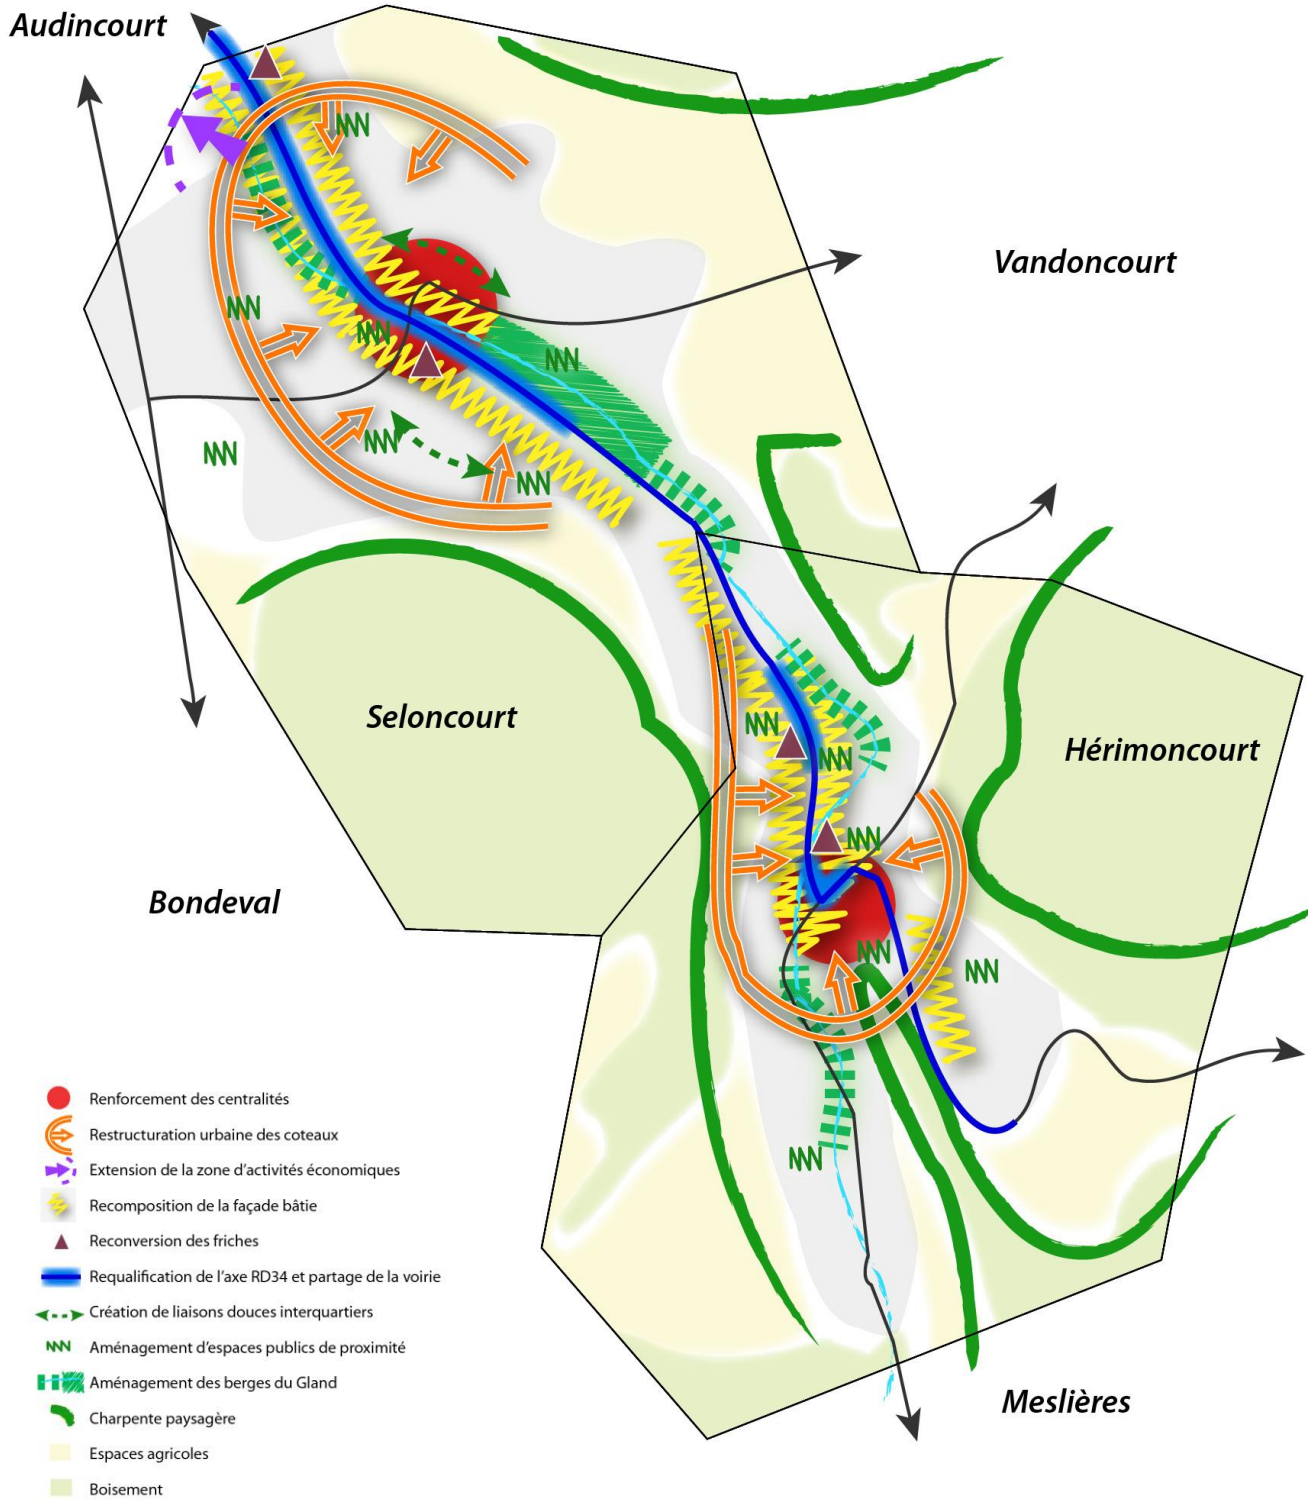 Audincourt
Vandoncourt
Seloncourt
Hérimoncourt
Bondeval
Meslières
Renforcement des centralités
Restructuration urbaine des coteaux
Extension de la zone d'activités économiques
Recomposition de la façade bâtie
Reconversion des friches
Requalification de l'axe RD34 et partage de la voirie
Création de liaisons douces interquartiers
Aménagement d'espaces publics de proximité
Aménagement des berges du Gland
Charpente paysagère
Espaces agricoles
Boisement